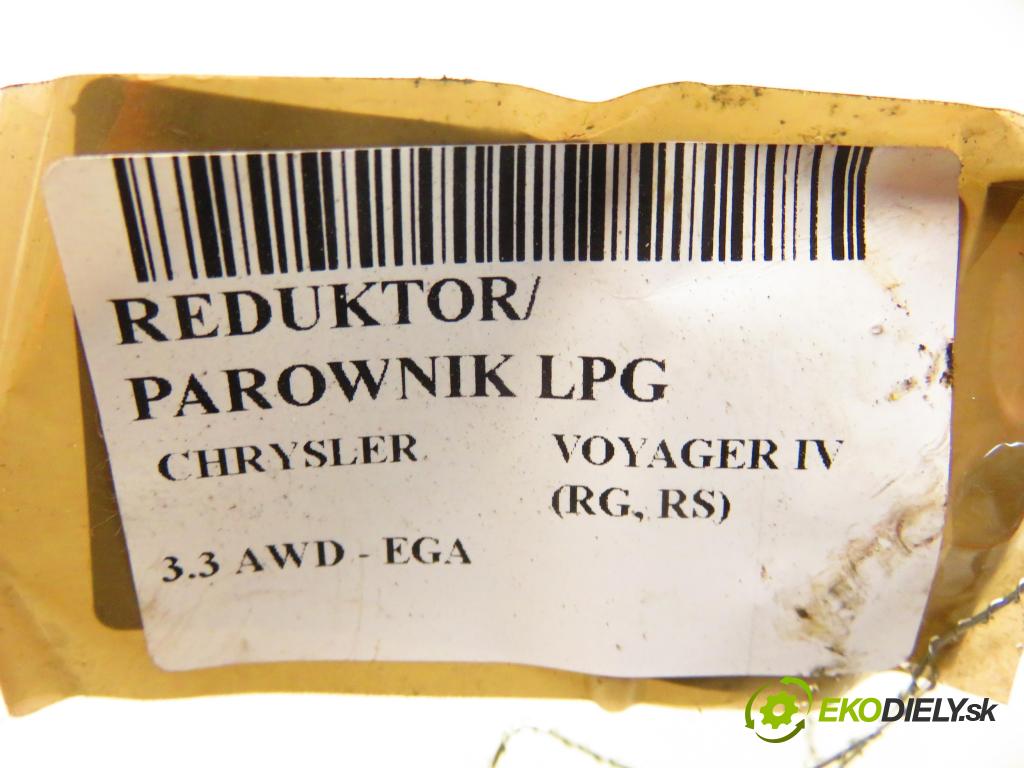 REDUKTOR/
PAROWNIK LPG
CHRYSLER VOYAGER IV
(RG, RS)
3.3 AWD - EGA
EKODIELY.sk